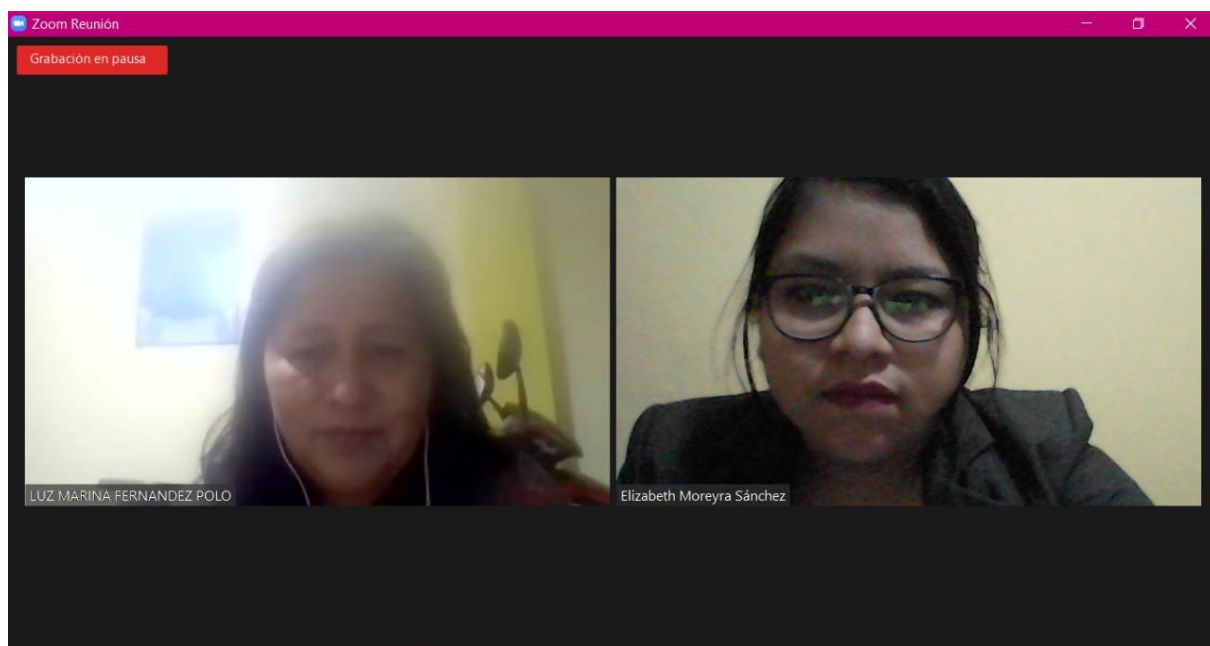 Zoom Reunión
Grabación en pausa
LUZ MARINA FERNANDEZ POLO
Elizabeth Moreyra Sánchez